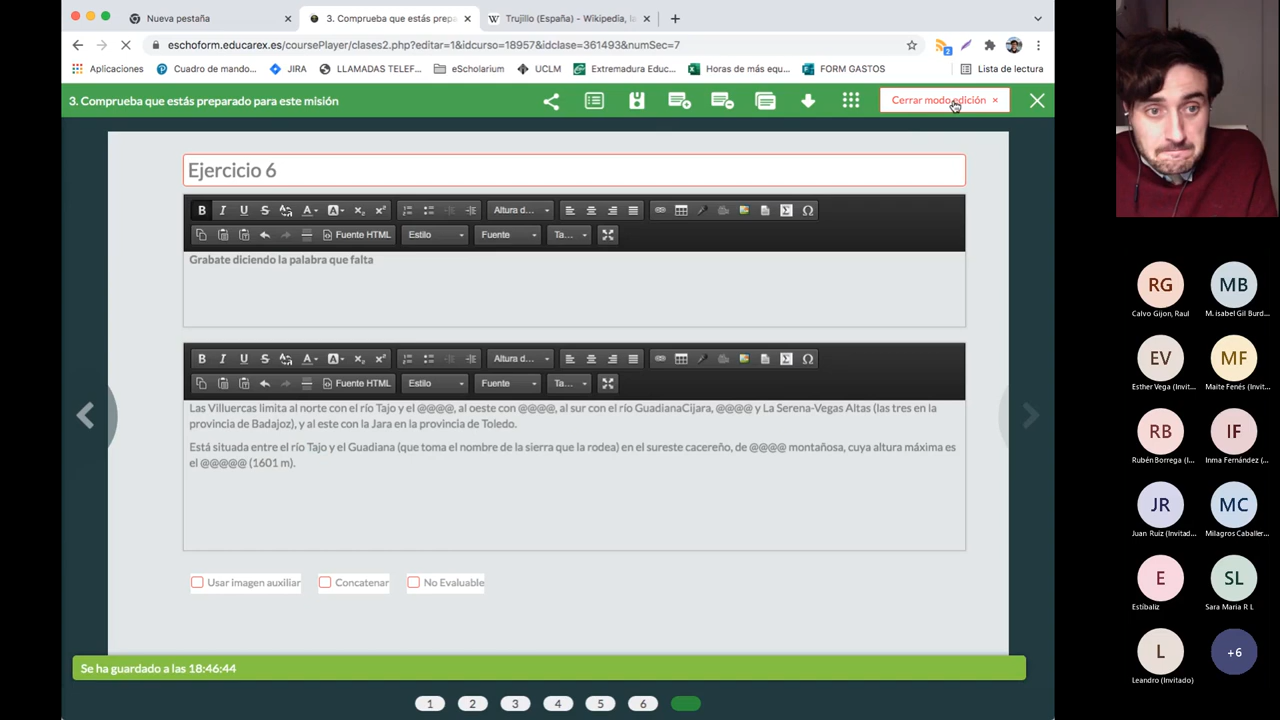 Nueva pestaña ×
3. Comprueba que estás prepa ×
W Trujillo (España) - Wikipedia, la ×
+
eschoform.educarex.es/coursePlayer/clases2.php?editar=1&idcurso=18957&idclase=361493&numSec=7
2
Aplicaciones Cuadro de mando... JIRA LLAMADAS TELEF... eScholarium UCLM Extremadura Educ... Horas de más equ... FORM GASTOS Lista de lectura
3. Comprueba que estás preparado para este misión
Cerrar modo edición ×
Ejercicio 6
Altura d...
Fuente HTML Estilo Fuente Ta...
Grabate diciendo la palabra que falta
Altura d...
Fuente HTML Estilo Fuente Ta...
Las Villuercas limita al norte con el río Tajo y el @@@@, al oeste con @@@@, al sur con el río GuadianaCijara, @@@@ y La Serena-Vegas Altas (las tres en la
provincia de Badajoz), y al este con la Jara en la provincia de Toledo.
Está situada entre el río Tajo y el Guadiana (que toma el nombre de la sierra que la rodea) en el sureste cacereño, de @@@@ montañosa, cuya altura máxima es
el @@@@@ (1601 m).
Usar imagen auxiliar Concatenar No Evaluable
Se ha guardado a las 18:46:44
1 2 3 4 5 6
RG MB
Calvo Gijon, Raul M. isabel Gil Burd...
EV MF
Esther Vega (Invit... Maite Fenés (Invit...
RB IF
Rubén Borrega (I... Inma Fernández (...
JR MC
Juan Ruiz (Invitad... Milagros Caballer...
E SL
Estíbaliz Sara Maria R L
L +6
Leandro (Invitado)